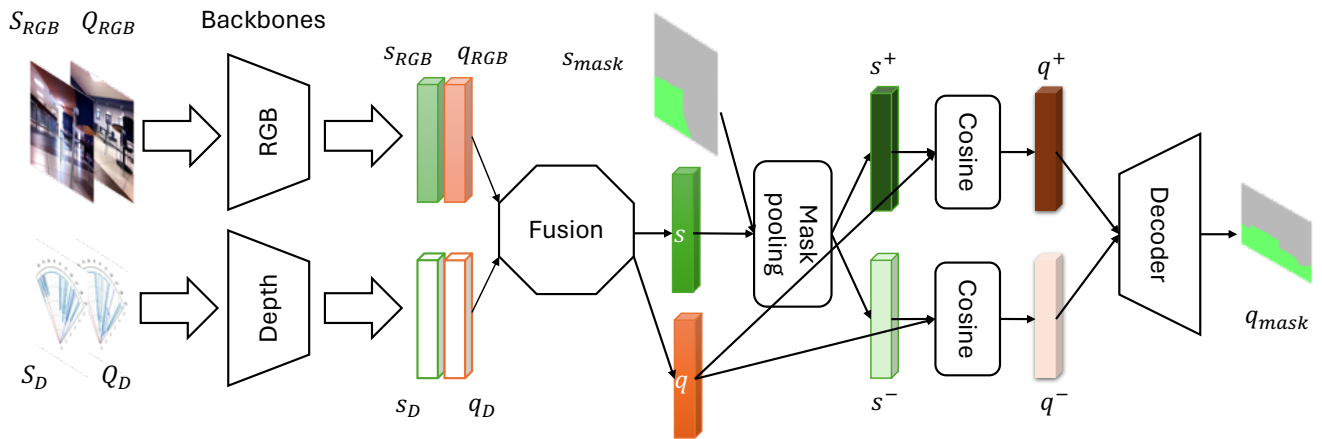 S_RGB Q_RGB
Backbones
s_RGB q_RGB
s_mask
s⁺
q⁺
RGB
Cosine
Fusion
s
Mask
pooling
Decoder
Depth
Cosine
q_mask
S_D Q_D
q
s_D q_D
s⁻
q⁻